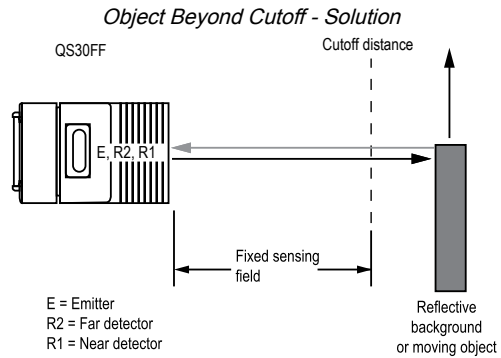 Object Beyond Cutoff - Solution
QS30FF
Cutoff distance
E, R2, R1
Fixed sensing
field
E = Emitter
R2 = Far detector
R1 = Near detector
Reflective
background
or moving object